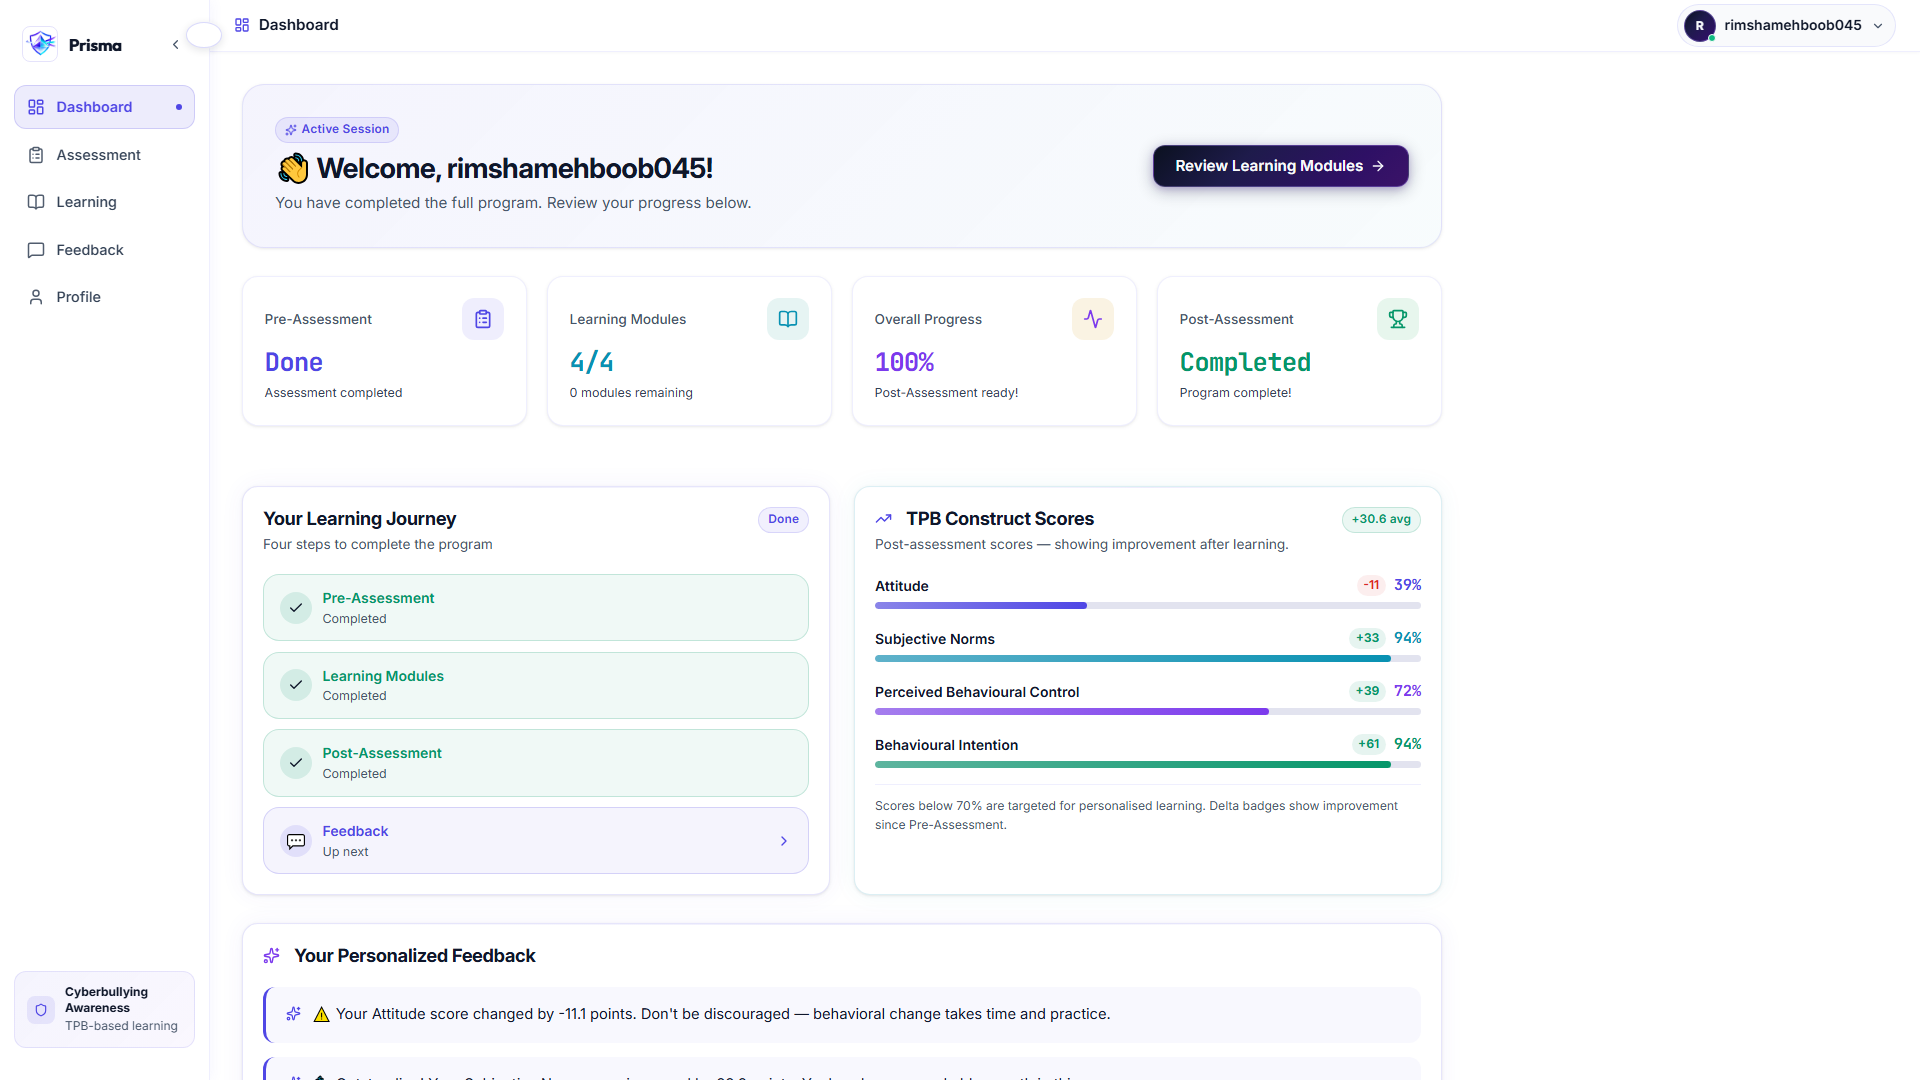 Prisma
Dashboard
Assessment
Learning
Feedback
Profile
Cyberbullying
Awareness
TPB-based learning
Dashboard
R
rimshamehboob045
Active Session
👋 Welcome, rimshamehboob045!
You have completed the full program. Review your progress below.
Review Learning Modules →
Pre-Assessment
Done
Assessment completed
Learning Modules
4/4
0 modules remaining
Overall Progress
100%
Post-Assessment ready!
Post-Assessment
Completed
Program complete!
Your Learning Journey
Done
Four steps to complete the program
Pre-Assessment
Completed
Learning Modules
Completed
Post-Assessment
Completed
Feedback
Up next
TPB Construct Scores
+30.6 avg
Post-assessment scores — showing improvement after learning.
Attitude -11 39%
Subjective Norms +33 94%
Perceived Behavioural Control +39 72%
Behavioural Intention +61 94%
Scores below 70% are targeted for personalised learning. Delta badges show improvement
since Pre-Assessment.
Your Personalized Feedback
⚠️ Your Attitude score changed by -11.1 points. Don't be discouraged — behavioral change takes time and practice.